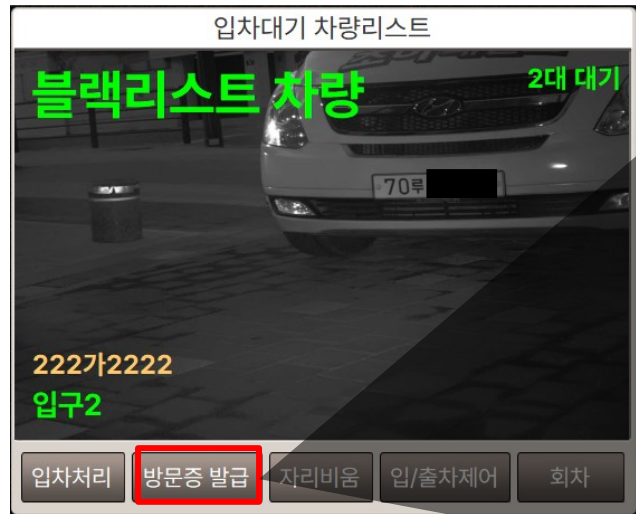 입차대기 차량리스트
블랙리스트 차량
2대 대기
70루
222가2222
입구2
입차처리 방문증 발급 자리비움 입/출차제어 회차